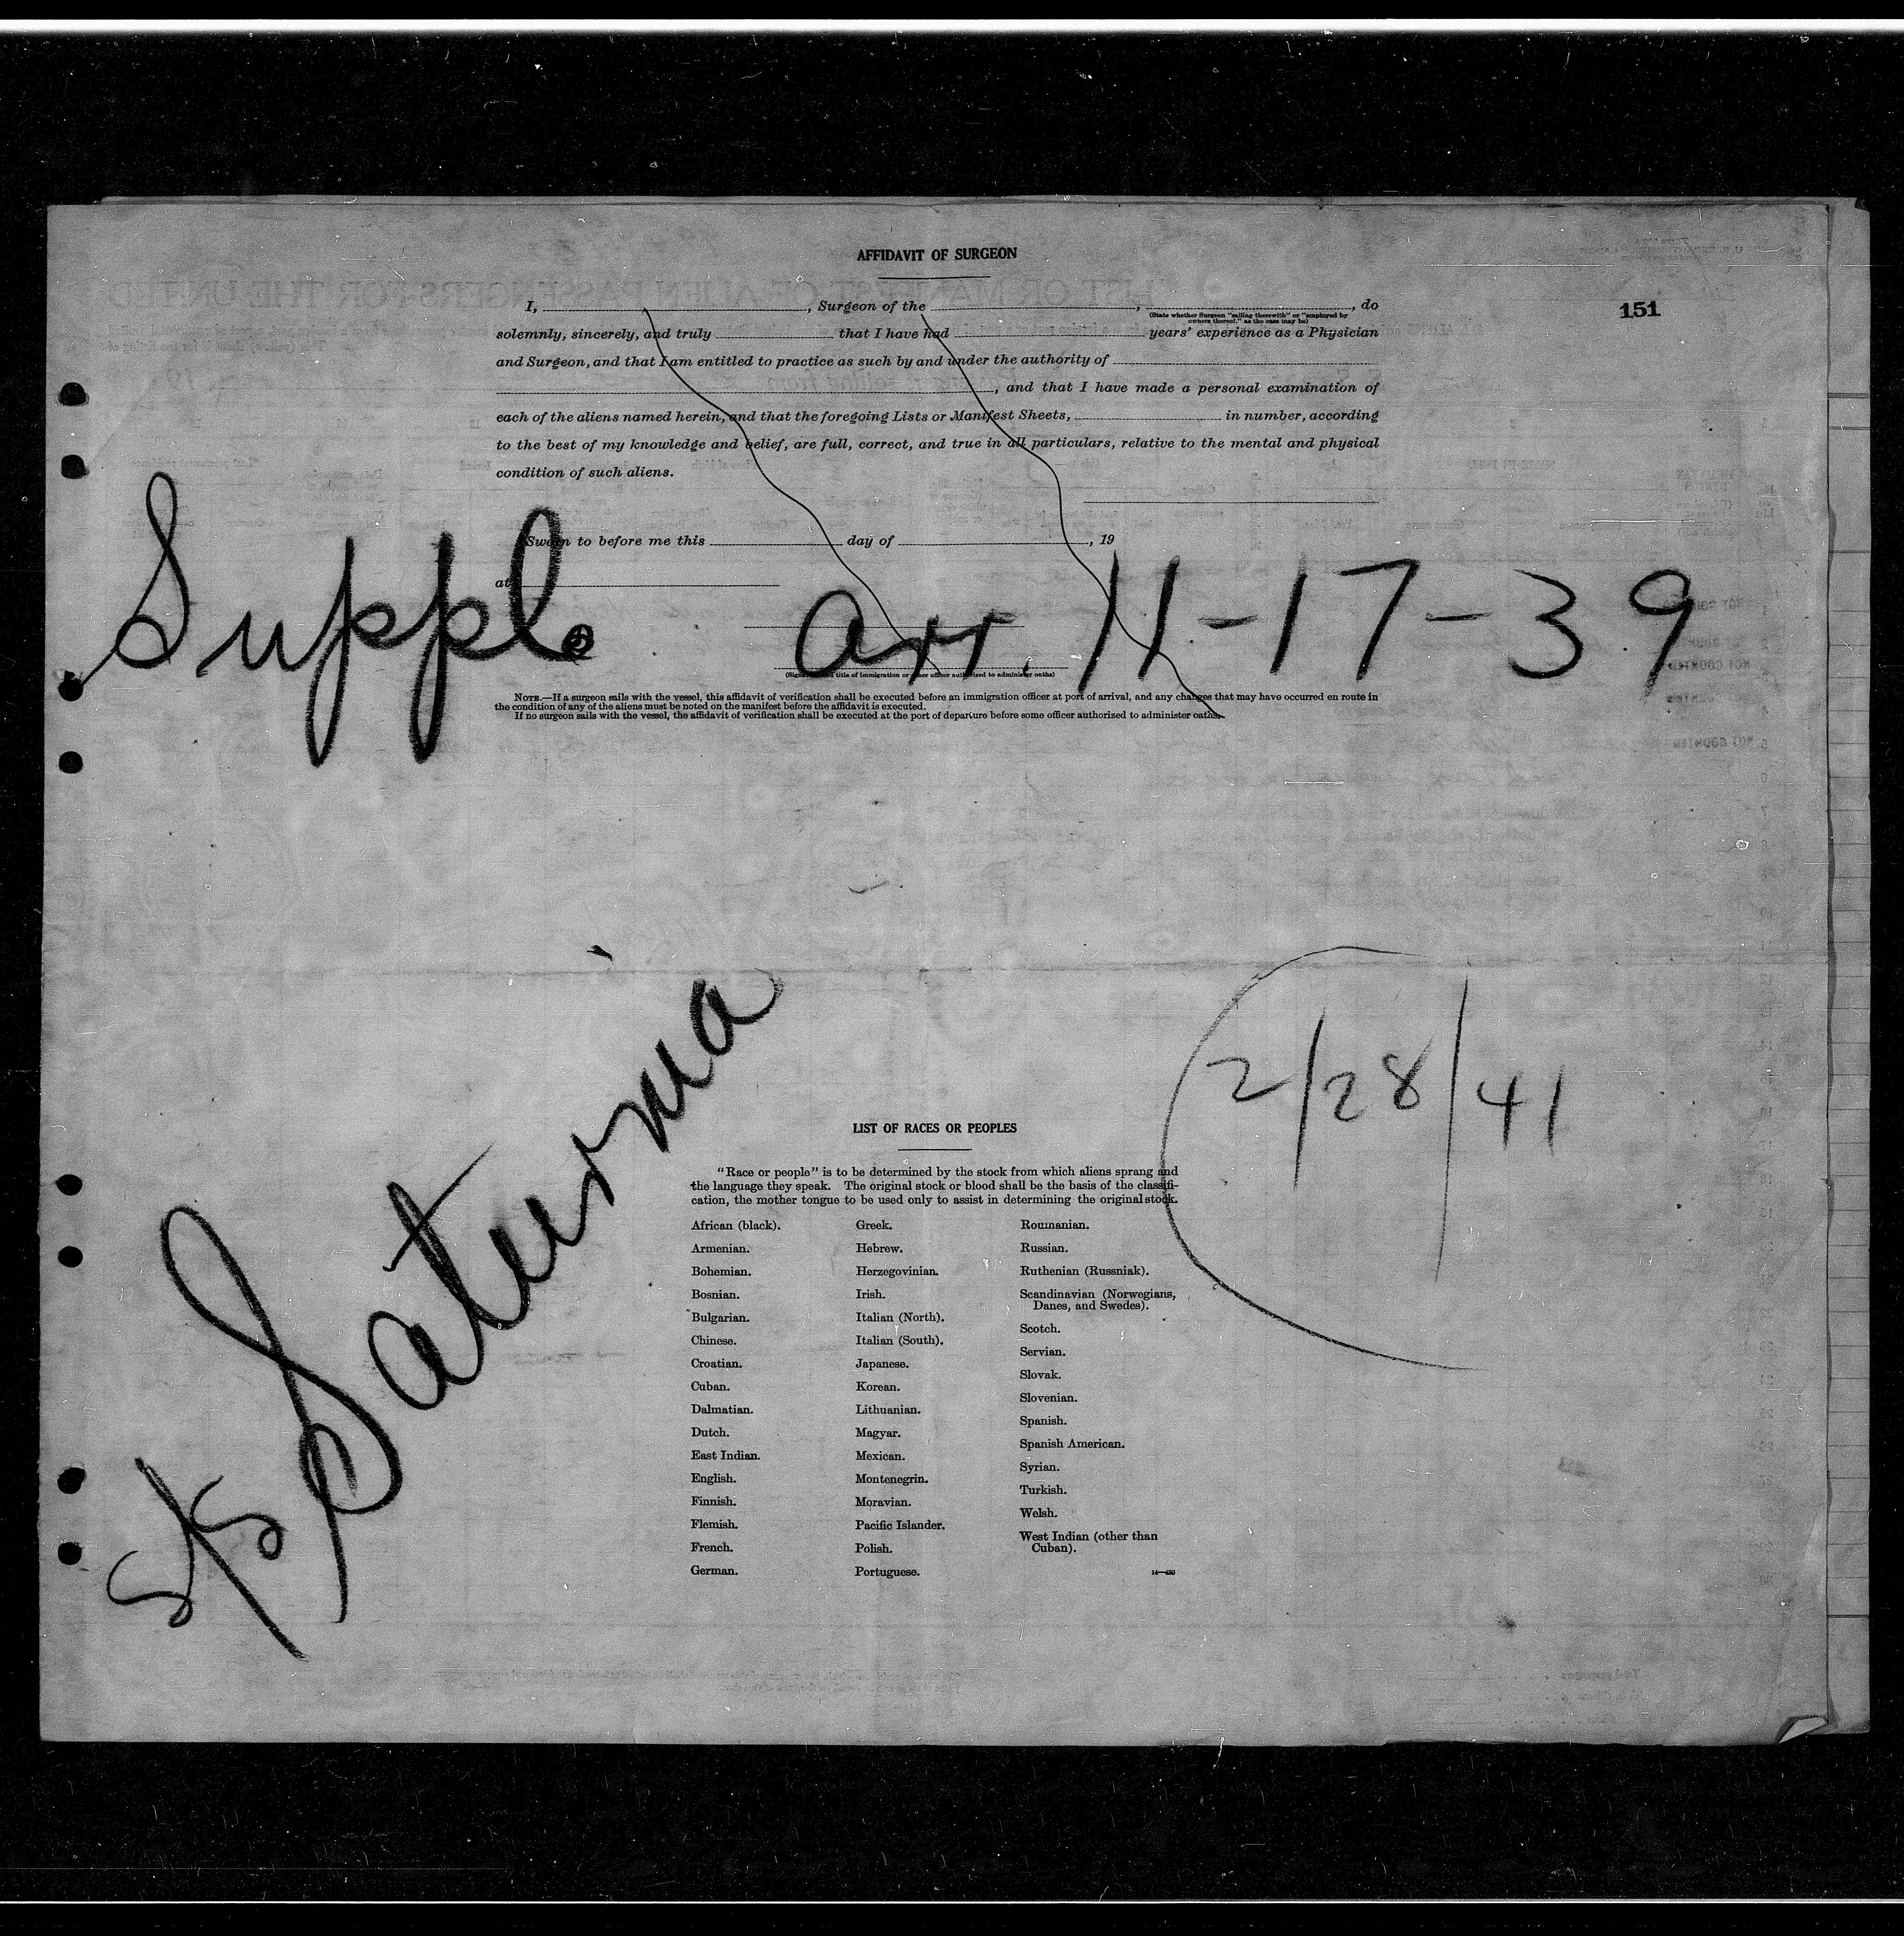 AFFIDAVIT OF SURGEON
151
I, , Surgeon of the , , do
(State whether Surgeon "sailing therewith" or "employed by
owners thereof," as the case may be)
solemnly, sincerely, and truly that I have had years' experience as a Physician
and Surgeon, and that I am entitled to practice as such by and under the authority of
, and that I have made a personal examination of
each of the aliens named herein, and that the foregoing Lists or Manifest Sheets, in number, according
to the best of my knowledge and belief, are full, correct, and true in all particulars, relative to the mental and physical
condition of such aliens.
Sworn to before me this day of , 19
at
Suppl. arr. 11-17-39
(Signature and title of immigration or other officer authorized to administer oaths)
NOTE.—If a surgeon sails with the vessel, this affidavit of verification shall be executed before an immigration officer at port of arrival, and any changes that may have occurred en route in
the condition of any of the aliens must be noted on the manifest before the affidavit is executed.
If no surgeon sails with the vessel, the affidavit of verification shall be executed at the port of departure before some officer authorized to administer oaths.
S/S Saturnia
2/28/41
LIST OF RACES OR PEOPLES
"Race or people" is to be determined by the stock from which aliens sprang and
the language they speak. The original stock or blood shall be the basis of the classifi-
cation, the mother tongue to be used only to assist in determining the original stock.
African (black).
Armenian.
Bohemian.
Bosnian.
Bulgarian.
Chinese.
Croatian.
Cuban.
Dalmatian.
Dutch.
East Indian.
English.
Finnish.
Flemish.
French.
German.
Greek.
Hebrew.
Herzegovinian.
Irish.
Italian (North).
Italian (South).
Japanese.
Korean.
Lithuanian.
Magyar.
Mexican.
Montenegrin.
Moravian.
Pacific Islander.
Polish.
Portuguese.
Roumanian.
Russian.
Ruthenian (Russniak).
Scandinavian (Norwegians,
Danes, and Swedes).
Scotch.
Servian.
Slovak.
Slovenian.
Spanish.
Spanish American.
Syrian.
Turkish.
Welsh.
West Indian (other than
Cuban).